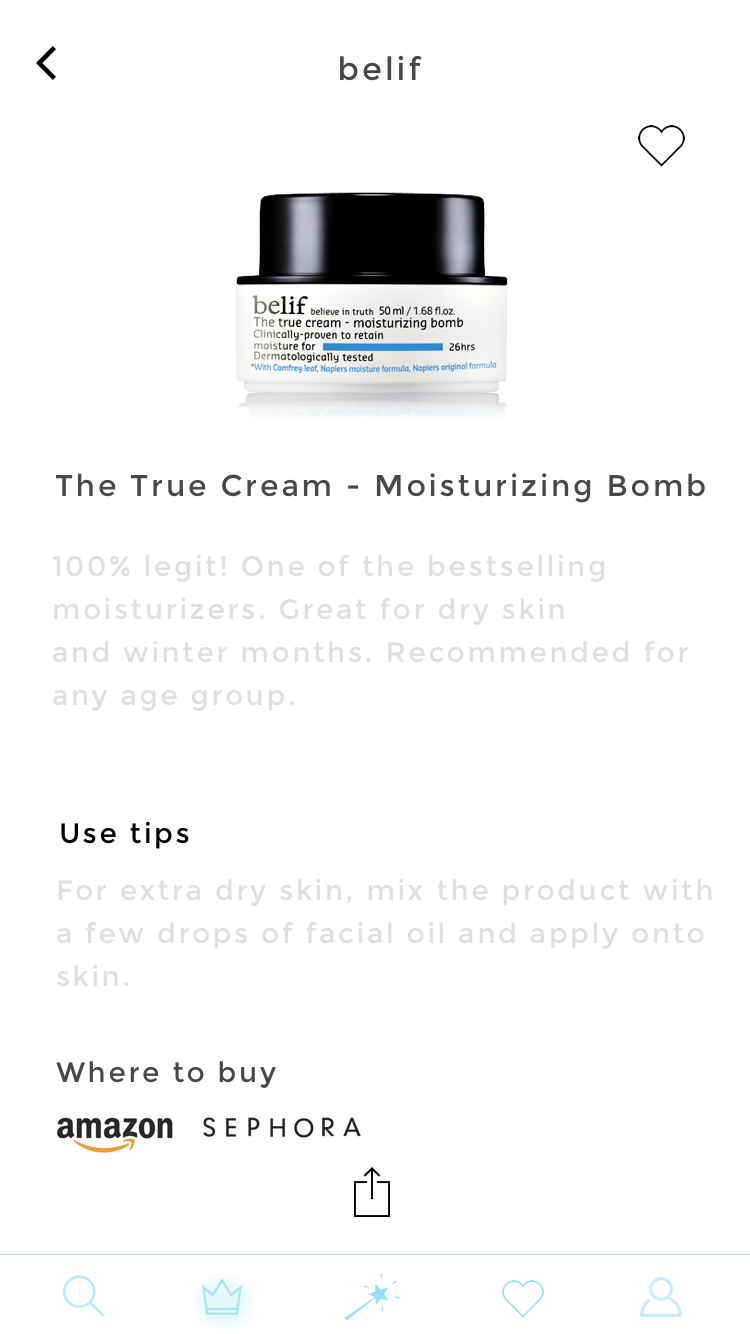 belif
belif believe in truth 50 ml / 1.68 fl.oz.
The true cream - moisturizing bomb
Clinically-proven to retain
moisture for 26hrs
Dermatologically tested
*With Comfrey leaf, Napiers moisture formula, Napiers original formula
The True Cream - Moisturizing Bomb
100% legit! One of the bestselling
moisturizers. Great for dry skin
and winter months. Recommended for
any age group.
Use tips
For extra dry skin, mix the product with
a few drops of facial oil and apply onto
skin.
Where to buy
amazon SEPHORA